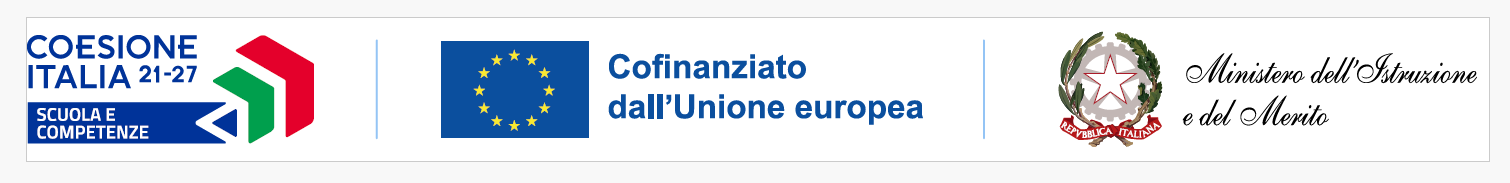 COESIONE
ITALIA 21-27
SCUOLA E
COMPETENZE
Cofinanziato
dall'Unione europea
REPVBBLICA ITALIANA
Ministero dell'Istruzione
e del Merito